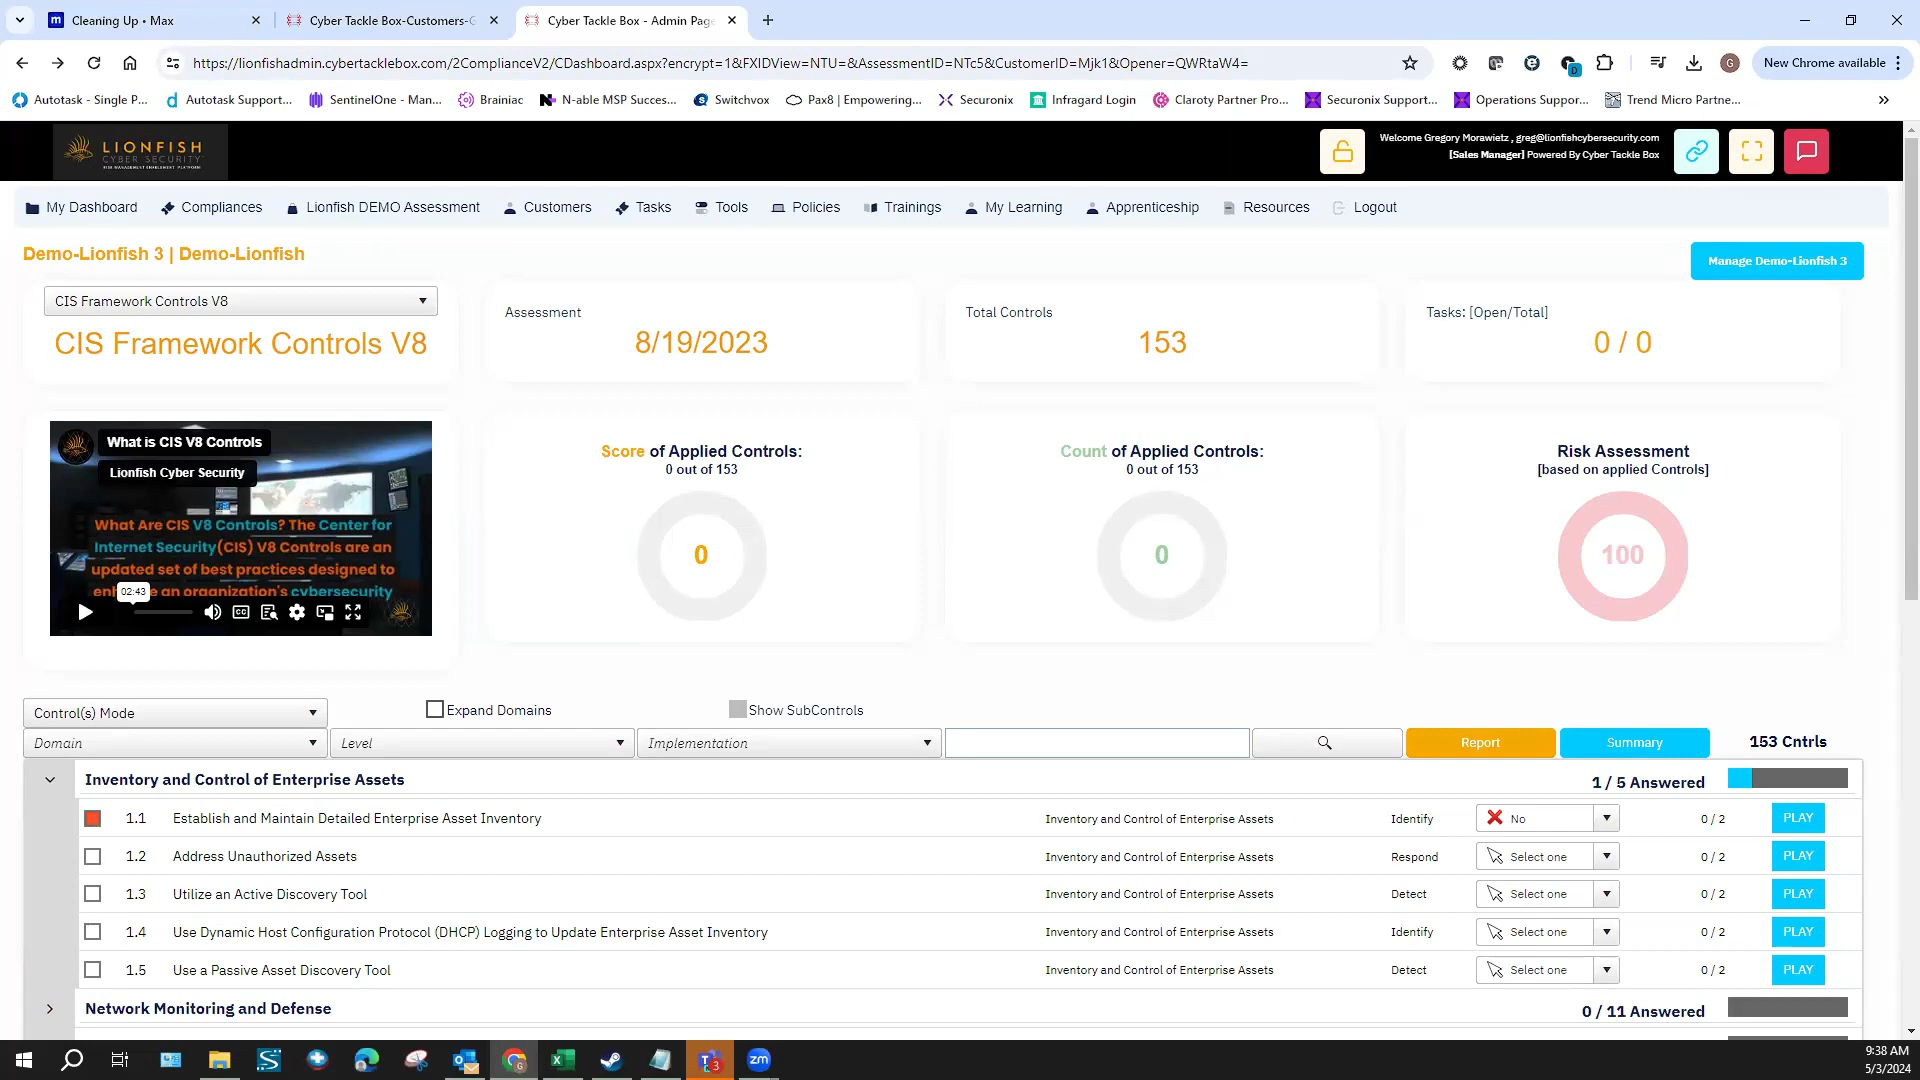 Cleaning Up • Max
Cyber Tackle Box-Customers-G
Cyber Tackle Box - Admin Page
https://lionfishadmin.cybertacklebox.com/2ComplianceV2/CDashboard.aspx?encrypt=1&FXIDView=NTU=&AssessmentID=NTc5&CustomerID=Mjk1&Opener=QWRtaW4=
G
New Chrome available
Autotask - Single P...
Autotask Support...
SentinelOne - Man...
Brainiac
N-able MSP Succes...
Switchvox
Pax8 | Empowering...
Securonix
Infragard Login
Claroty Partner Pro...
Securonix Support...
Operations Suppor...
Trend Micro Partne...
LIONFISH
CYBER SECURITY
RISK MANAGEMENT ENABLEMENT PLATFORM
Welcome Gregory Morawietz , greg@lionfishcybersecurity.com
[Sales Manager] Powered By Cyber Tackle Box
My Dashboard
Compliances
Lionfish DEMO Assessment
Customers
Tasks
Tools
Policies
Trainings
My Learning
Apprenticeship
Resources
Logout
Demo-Lionfish 3 | Demo-Lionfish
Manage Demo-Lionfish 3
CIS Framework Controls V8
CIS Framework Controls V8
Assessment
8/19/2023
Total Controls
153
Tasks: [Open/Total]
0 / 0
What is CIS V8 Controls
Lionfish Cyber Security
What Are CIS V8 Controls? The Center for
Internet Security(CIS) V8 Controls are an
updated set of best practices designed to
an organization's cybersecurity
02:43
CC
Score of Applied Controls:
0 out of 153
0
Count of Applied Controls:
0 out of 153
0
Risk Assessment
[based on applied Controls]
100
Control(s) Mode
Expand Domains
Show SubControls
Domain
Level
Implementation
Report
Summary
153 Cntrls
Inventory and Control of Enterprise Assets
1 / 5 Answered
1.1 Establish and Maintain Detailed Enterprise Asset Inventory Inventory and Control of Enterprise Assets Identify No 0 / 2 PLAY
1.2 Address Unauthorized Assets Inventory and Control of Enterprise Assets Respond Select one 0 / 2 PLAY
1.3 Utilize an Active Discovery Tool Inventory and Control of Enterprise Assets Detect Select one 0 / 2 PLAY
1.4 Use Dynamic Host Configuration Protocol (DHCP) Logging to Update Enterprise Asset Inventory Inventory and Control of Enterprise Assets Identify Select one 0 / 2 PLAY
1.5 Use a Passive Asset Discovery Tool Inventory and Control of Enterprise Assets Detect Select one 0 / 2 PLAY
Network Monitoring and Defense
0 / 11 Answered
zm
9:38 AM
5/3/2024